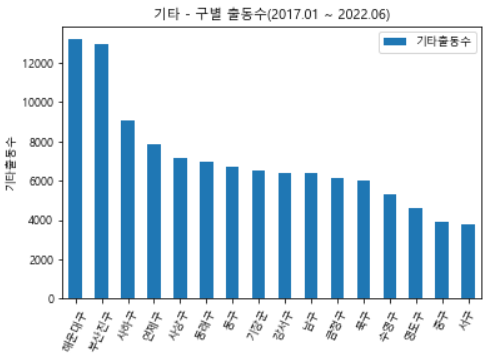 기타 - 구별 출동수(2017.01 ~ 2022.06)
기타출동수
기타출동수
12000
10000
8000
6000
4000
2000
0
해운대구
부산진구
사하구
연제구
사상구
동래구
동구
기장군
강서구
남구
금정구
북구
수영구
영도구
중구
서구